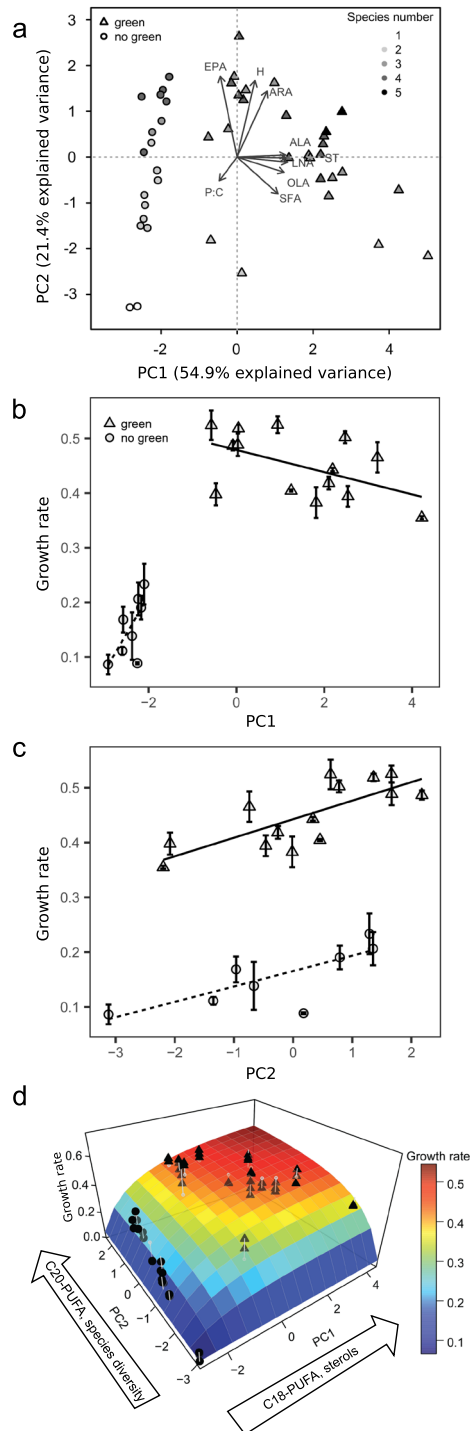 a
green
no green
Species number
1
2
3
4
5
EPA
H
ARA
ALA
ST
LNA
OLA
SFA
P:C
3
2
1
0
-1
-2
-3
PC2 (21.4% explained variance)
-2 0 2 4
PC1 (54.9% explained variance)
b
green
no green
0.5
0.4
0.3
0.2
0.1
Growth rate
-2 0 2 4
PC1
c
0.5
0.4
0.3
0.2
0.1
Growth rate
-3 -2 -1 0 1 2
PC2
d
Growth rate
0.6
0.4
0.2
0.0
2
1
0
-1
-2
-3
PC2
-2
0
2
4
PC1
C20-PUFA, species diversity
C18-PUFA, sterols
Growth rate
0.5
0.4
0.3
0.2
0.1